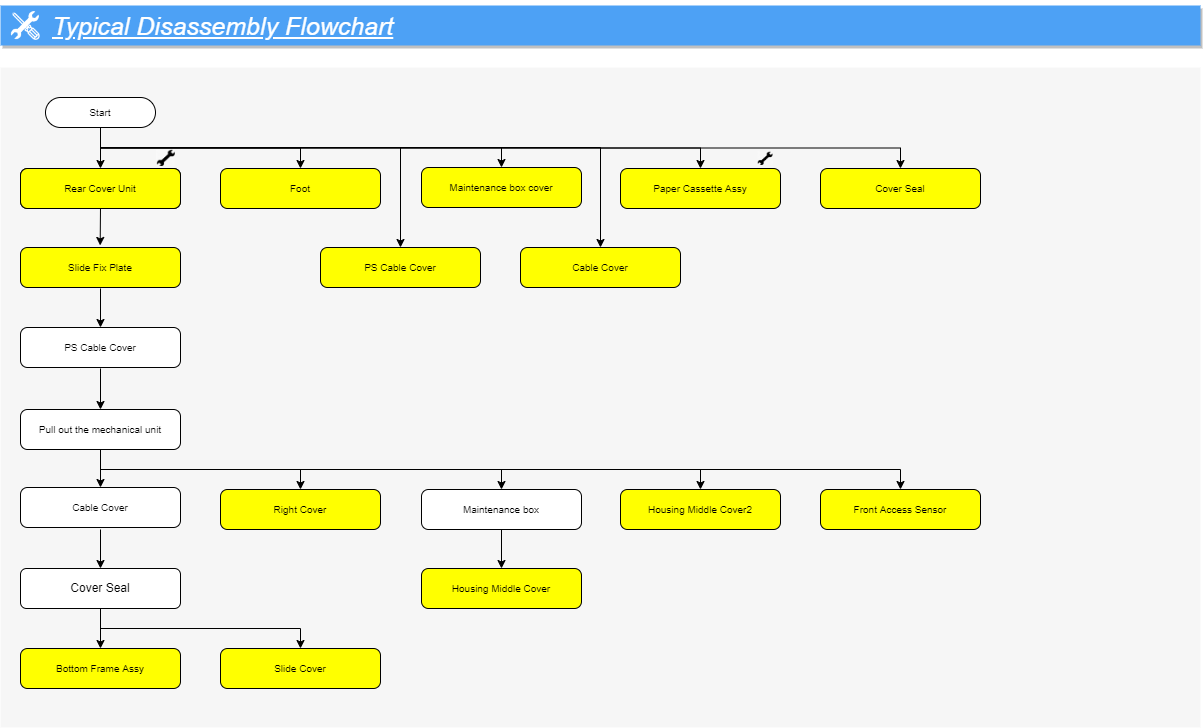 Typical Disassembly Flowchart
Start
Rear Cover Unit
Foot
Maintenance box cover
Paper Cassette Assy
Cover Seal
Slide Fix Plate
PS Cable Cover
Cable Cover
PS Cable Cover
Pull out the mechanical unit
Cable Cover
Right Cover
Maintenance box
Housing Middle Cover2
Front Access Sensor
Cover Seal
Housing Middle Cover
Bottom Frame Assy
Slide Cover